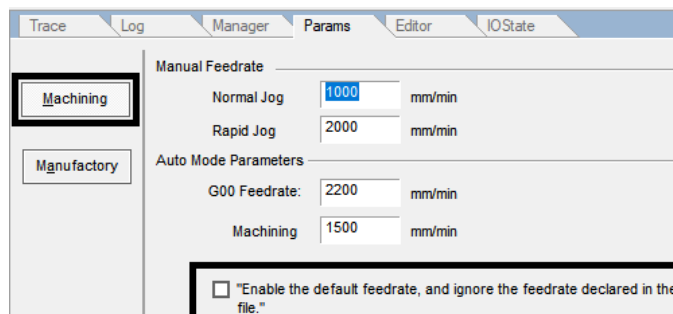 Trace Log Manager Params Editor IOState
Manual Feedrate
Machining
Normal Jog 1000 mm/min
Rapid Jog 2000 mm/min
Manufactory
Auto Mode Parameters
G00 Feedrate: 2200 mm/min
Machining 1500 mm/min
"Enable the default feedrate, and ignore the feedrate declared in the
file."